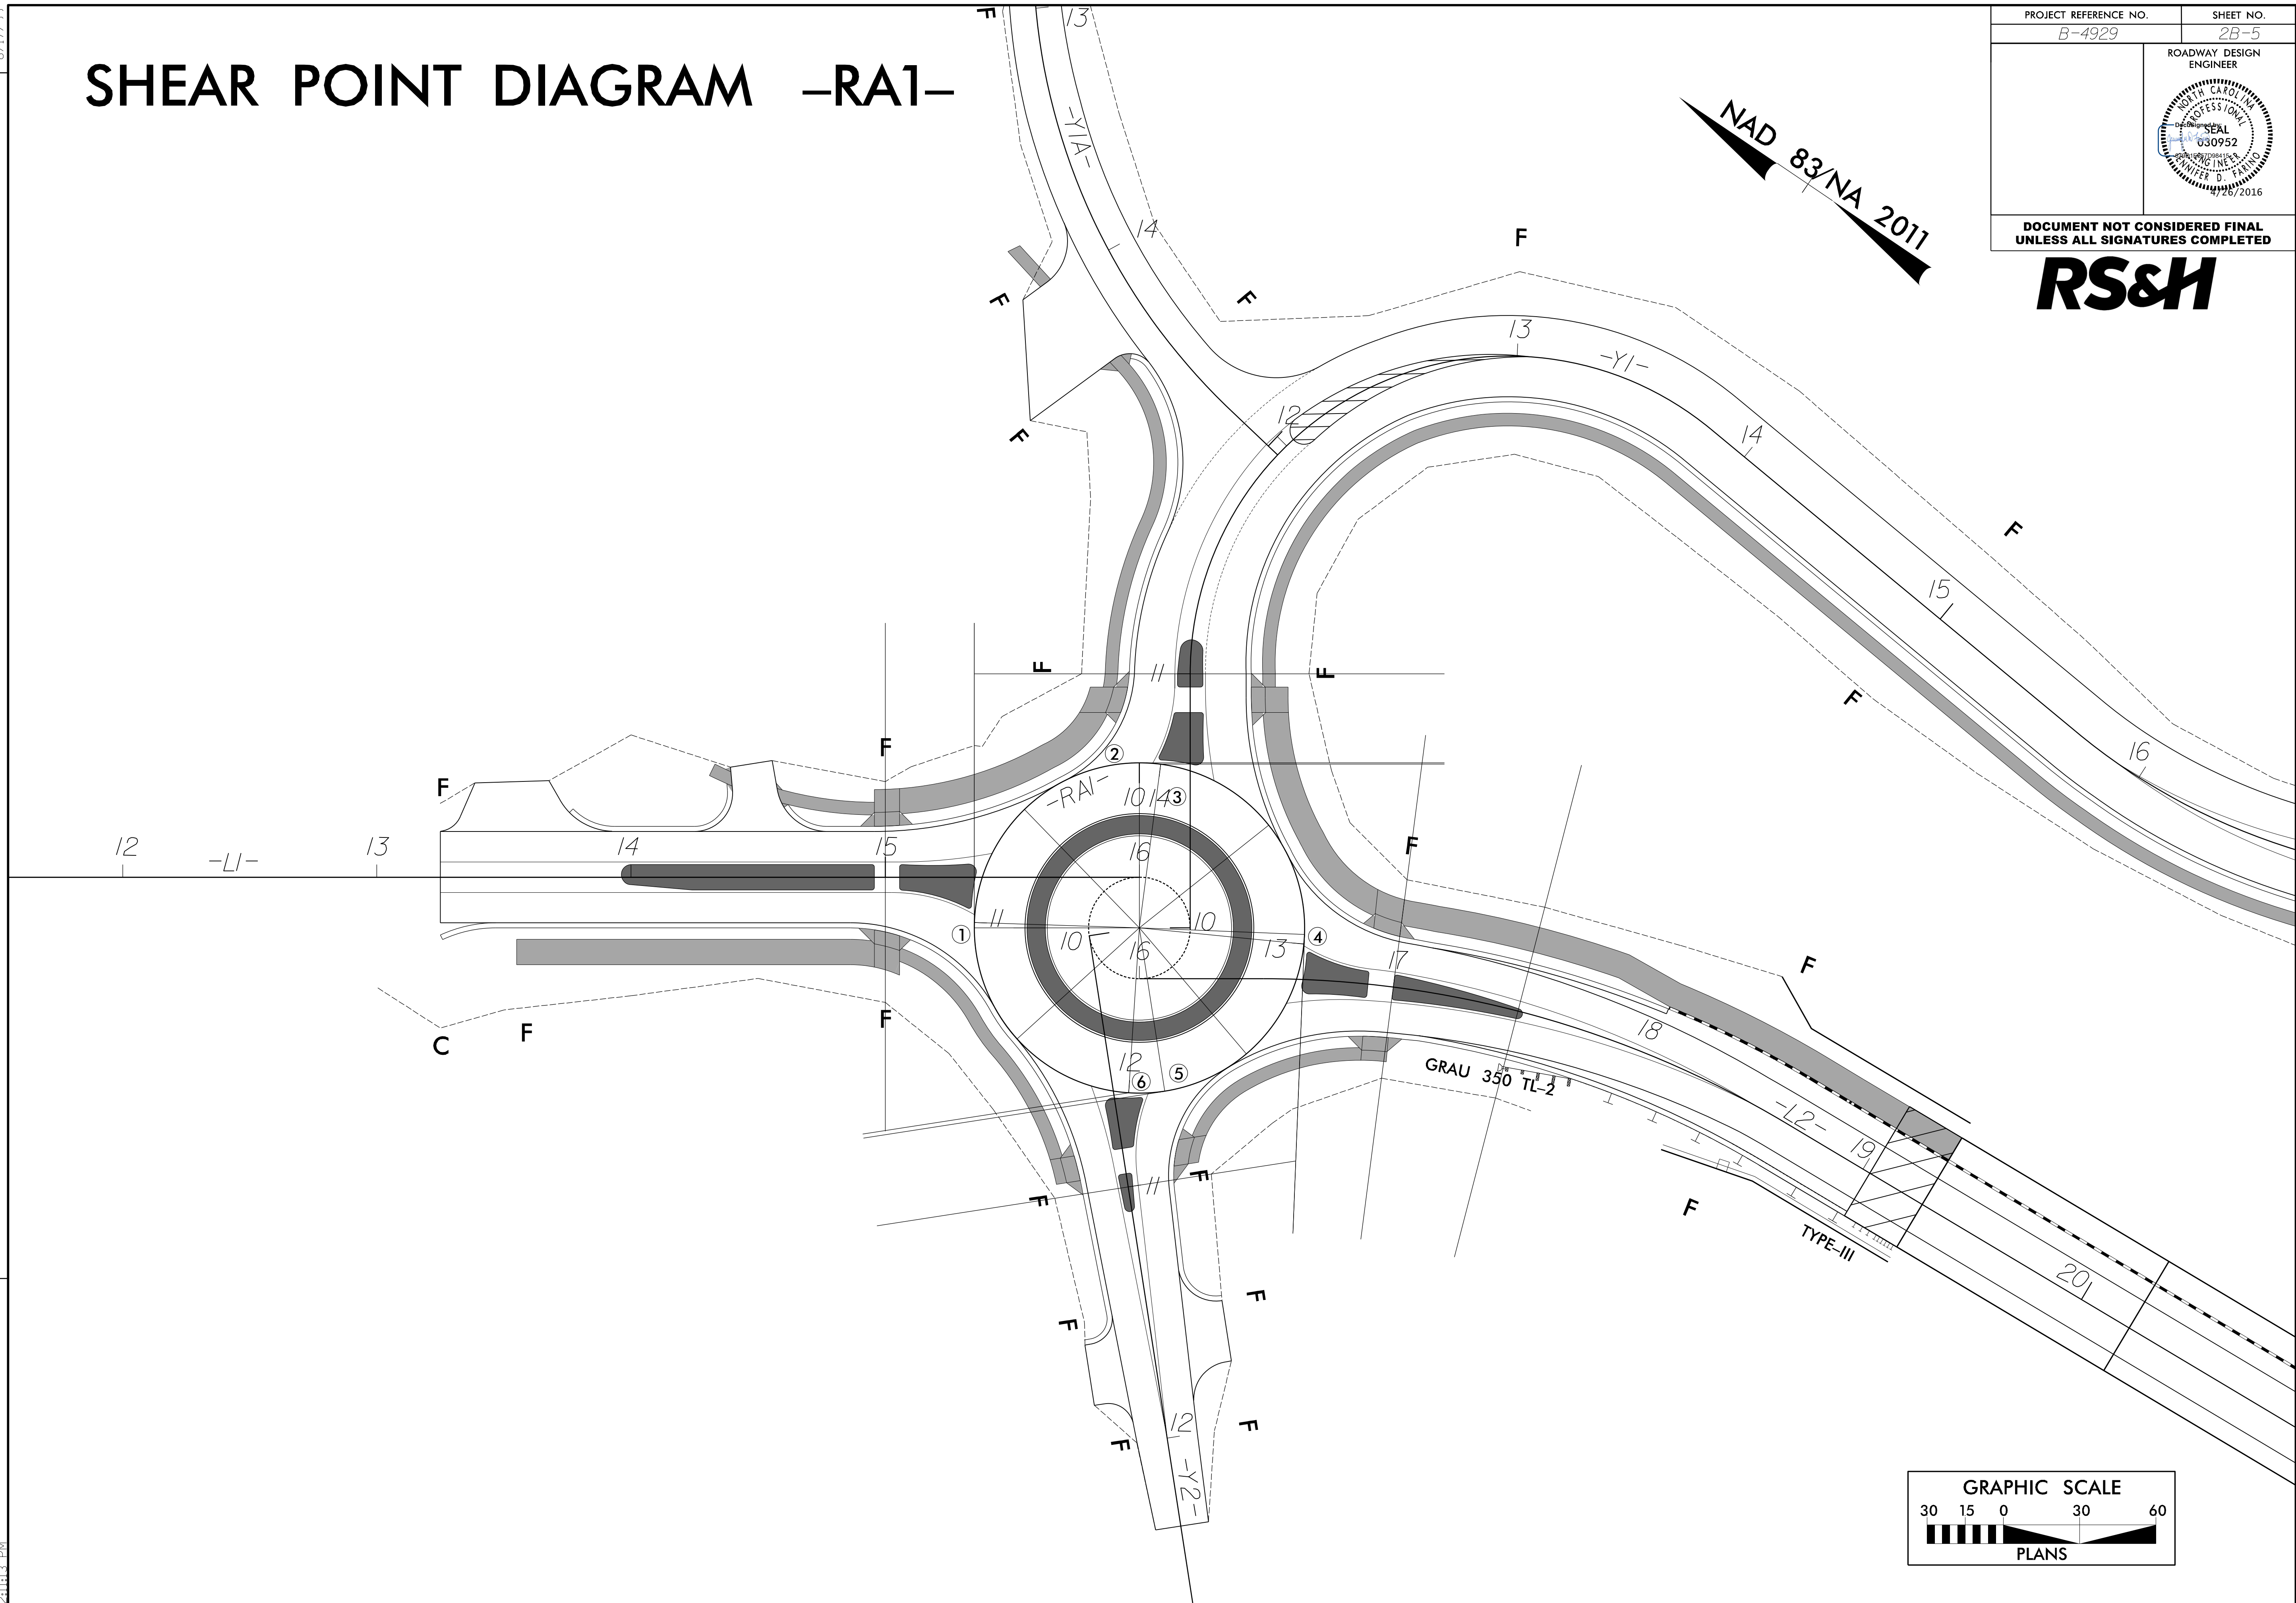 SHEAR POINT DIAGRAM –RA1–
PROJECT REFERENCE NO.
SHEET NO.
B-4929
2B-5
ROADWAY DESIGN
ENGINEER
NORTH CAROLINA
PROFESSIONAL
SEAL
030952
ENGINEER
JENNIFER D. FARINO
4/26/2016
DOCUMENT NOT CONSIDERED FINAL
UNLESS ALL SIGNATURES COMPLETED
RS&H
NAD 83/NA 2011
F
13
-Y1A-
14
F
F
F
F
13
-Y1-
12
14
F
15
F
16
F
11
F
F
F
2
-RA1-
10
14
3
12
-L1-
13
14
15
16
F
1
11
10
10
4
16
13
17
F
C
F
F
18
12
6
5
GRAU 350 TL-2
-L2-
19
F
F
11
F
TYPE-III
20
F
F
12
F
F
-Y2-
GRAPHIC SCALE
30 15 0 30 60
PLANS